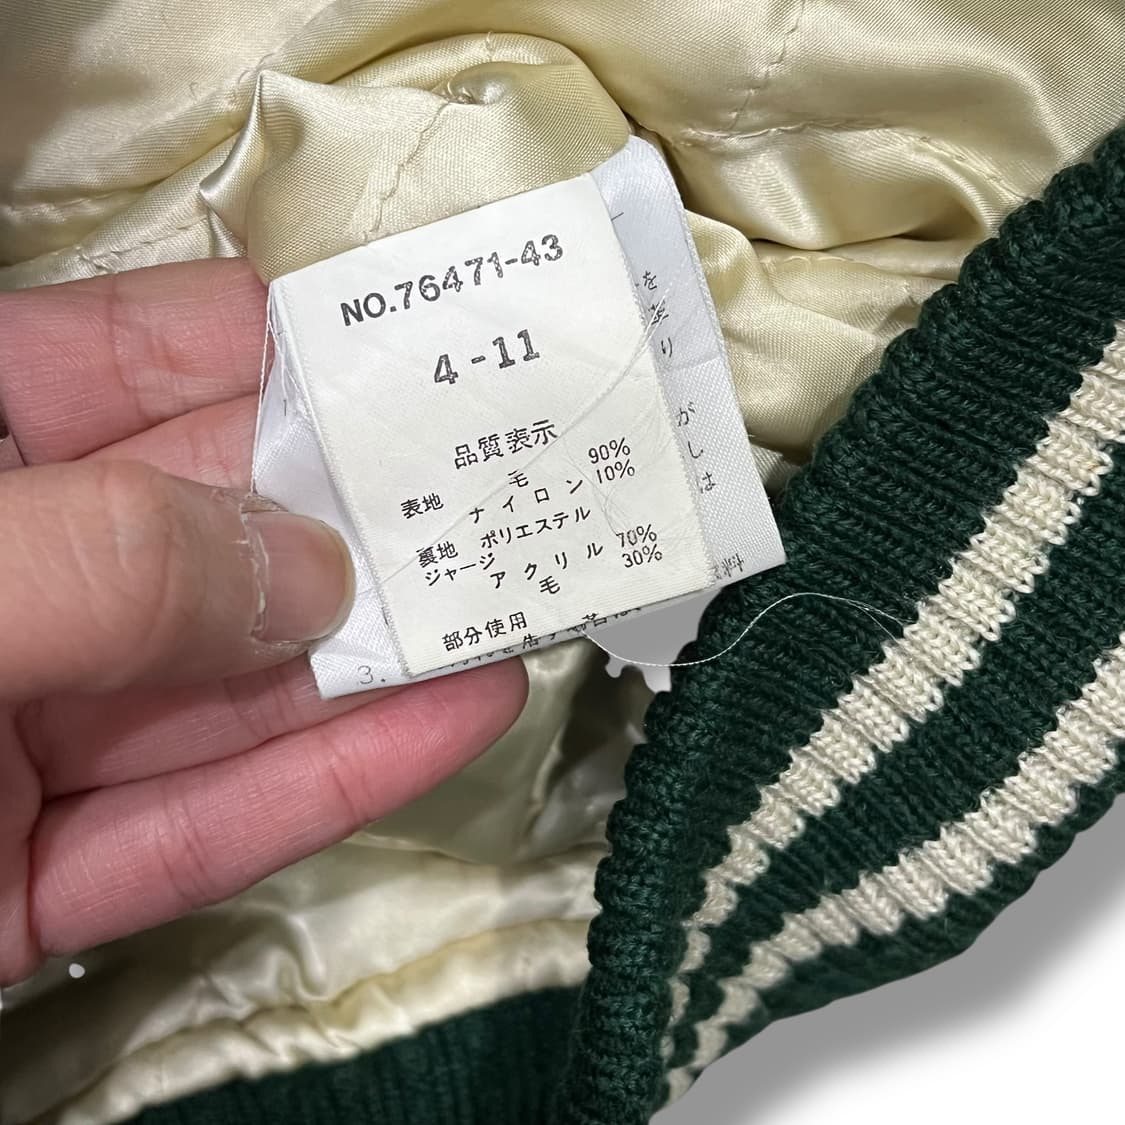 NO.76471-43
4-11
品質表示
表地 毛 90%
ナイロン 10%
裏地 ポリエステル
ジャージ アクリル 70%
毛 30%
部分使用
を
り
が
し
は
3.